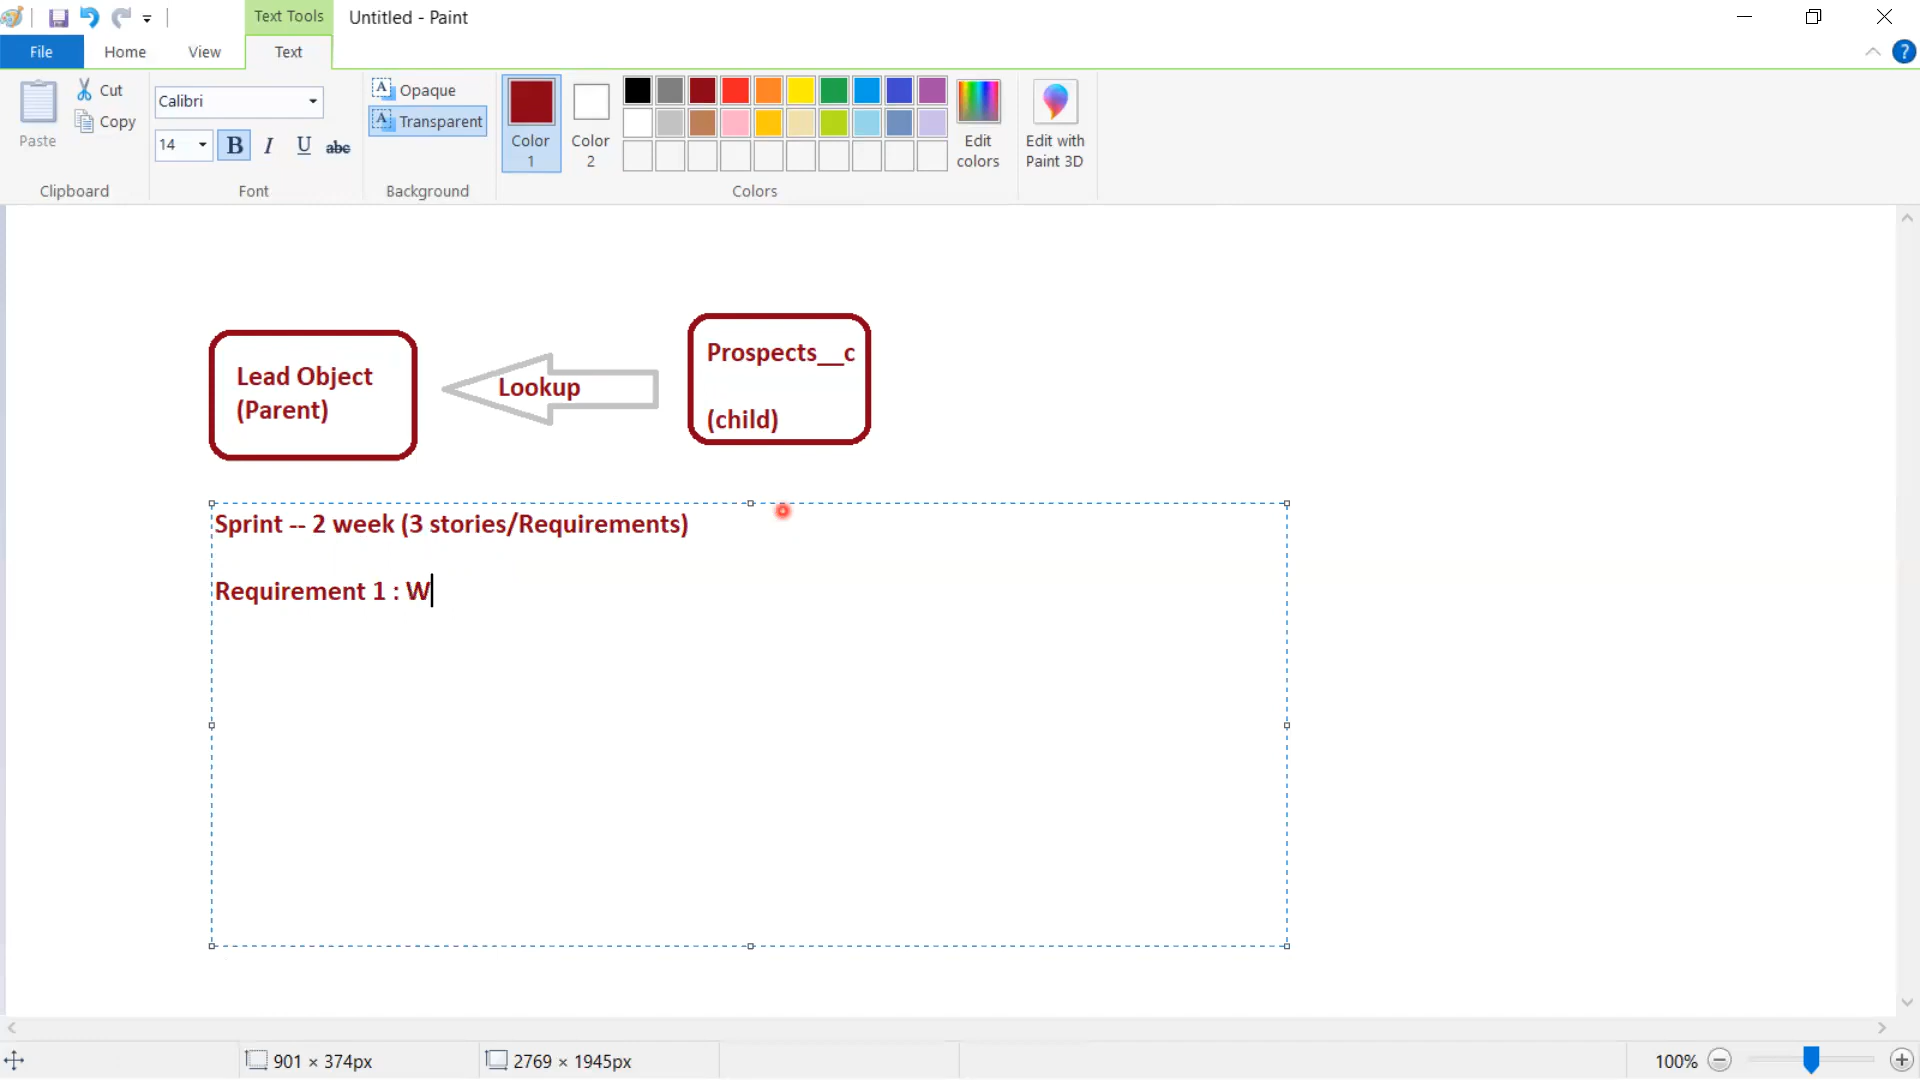 Text Tools
Untitled - Paint
File
Home
View
Text
Paste
Cut
Copy
Clipboard
Calibri
14
B I U abc
Font
Opaque
Transparent
Background
Color 1
Color 2
Edit colors
Colors
Edit with Paint 3D
Lead Object
(Parent)
Lookup
Prospects__c
(child)
Sprint -- 2 week (3 stories/Requirements)
Requirement 1 : W
901 × 374px
2769 × 1945px
100%